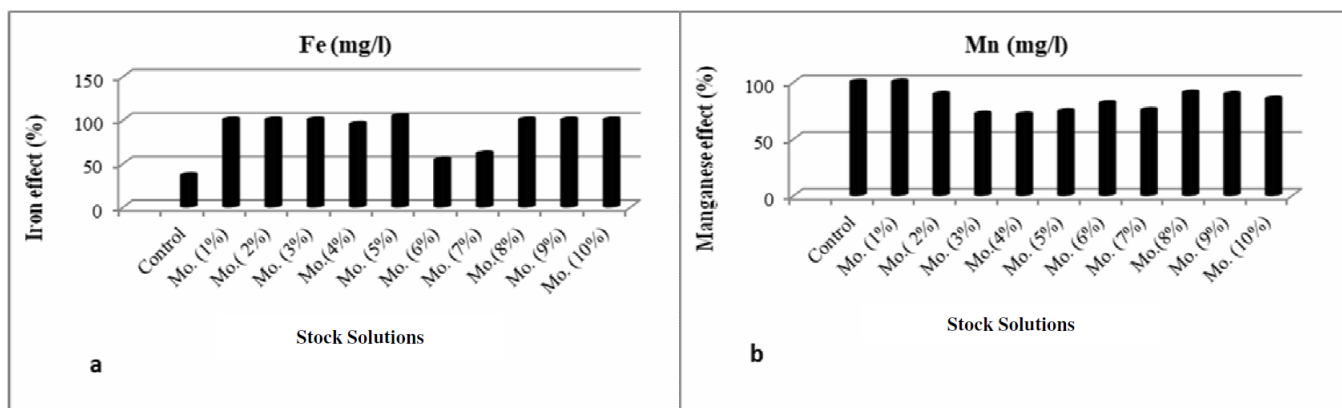 Fe (mg/l)
Iron effect (%)
150
100
50
0
Control
Mo. (1%)
Mo. ( 2%)
Mo. (3%)
Mo.(4%)
Mo. (5%)
Mo. (6%)
Mo. (7%)
Mo.(8%)
Mo. (9%)
Mo. (10%)
Stock Solutions
a
Mn (mg/l)
Manganese effect (%)
100
50
0
Control
Mo. (1%)
Mo. ( 2%)
Mo. (3%)
Mo.(4%)
Mo. (5%)
Mo. (6%)
Mo. (7%)
Mo.(8%)
Mo. (9%)
Mo. (10%)
Stock Solutions
b